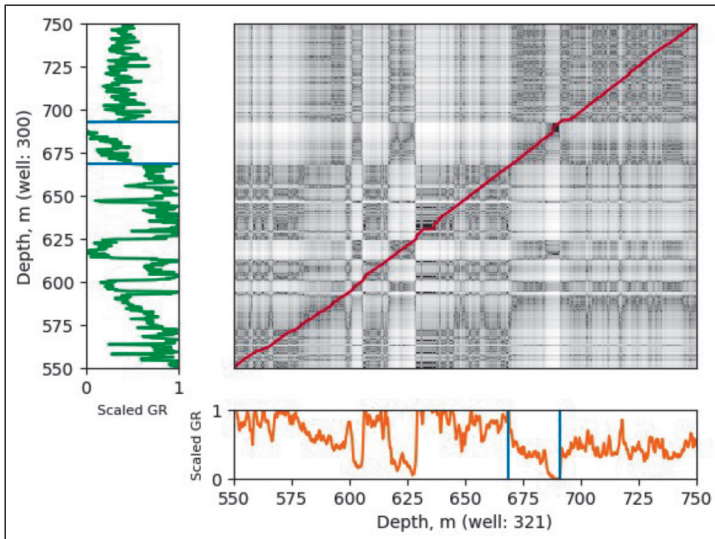 750
725
700
675
650
625
600
575
550
Depth, m (well: 300)
0 1
Scaled GR
1
0
Scaled GR
550 575 600 625 650 675 700 725 750
Depth, m (well: 321)